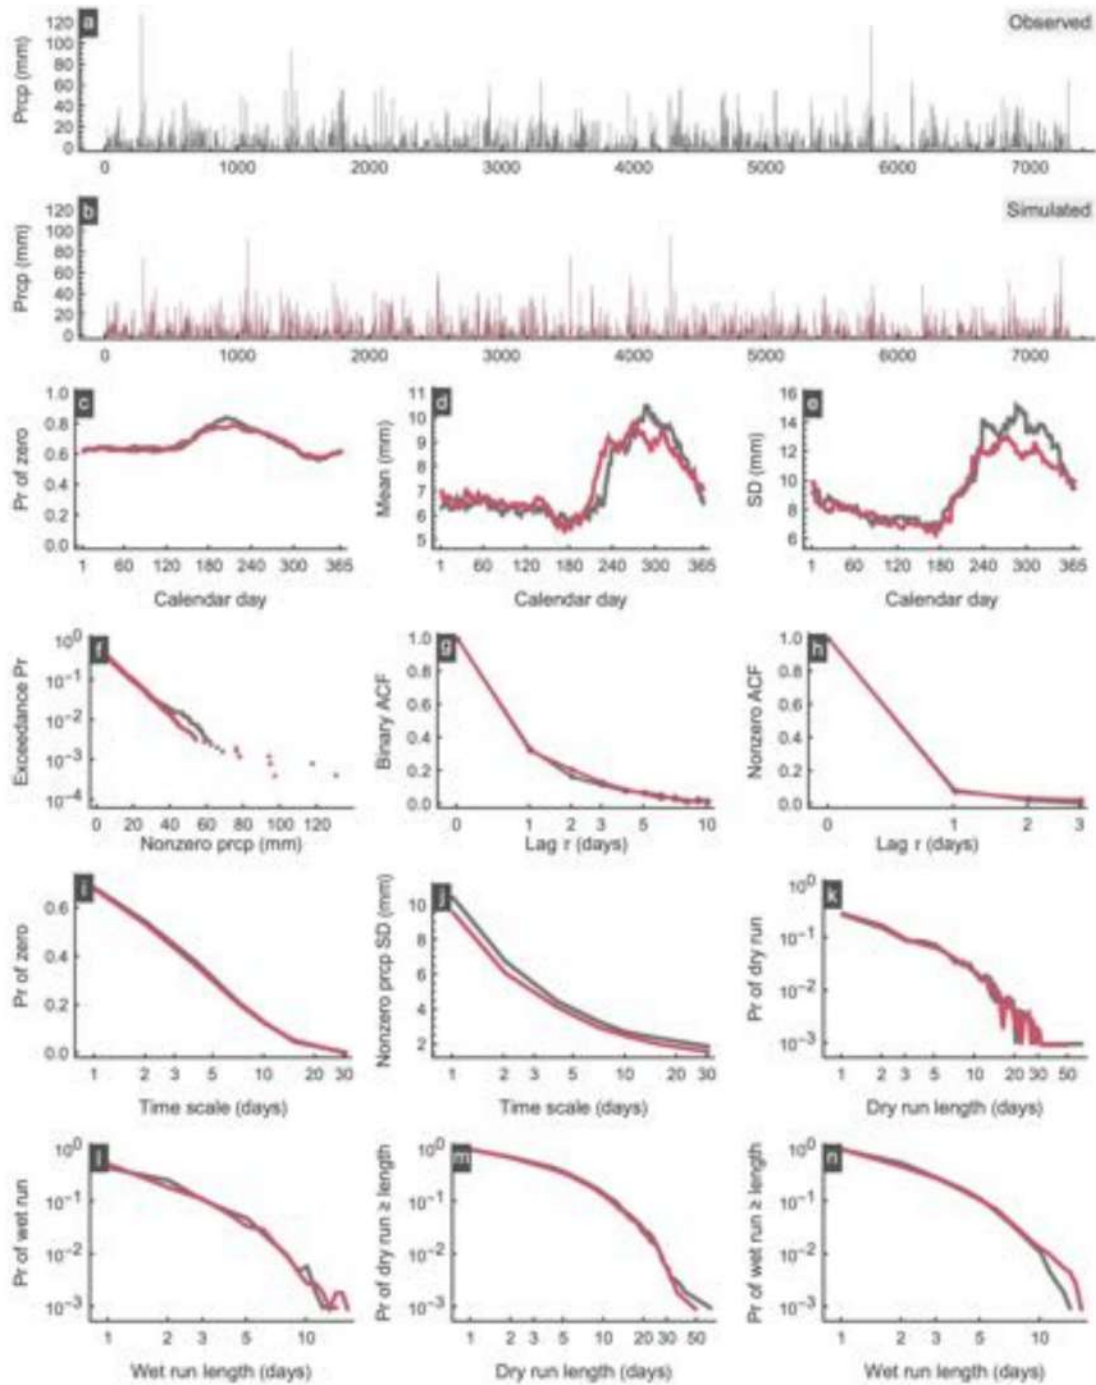 a
Observed
Prcp (mm)
120
100
80
60
40
20
0
0 1000 2000 3000 4000 5000 6000 7000
b
Simulated
Prcp (mm)
120
100
80
60
40
20
0
0 1000 2000 3000 4000 5000 6000 7000
c
Pr of zero
1.0
0.8
0.6
0.4
0.2
0.0
1 60 120 180 240 300 365
Calendar day
d
Mean (mm)
11
10
9
8
7
6
5
1 60 120 180 240 300 365
Calendar day
e
SD (mm)
16
14
12
10
8
6
1 60 120 180 240 300 365
Calendar day
f
Exceedance Pr
10^0
10^-1
10^-2
10^-3
10^-4
0 20 40 60 80 100 120
Nonzero prcp (mm)
g
Binary ACF
1.0
0.8
0.6
0.4
0.2
0.0
0 1 2 3 5 10
Lag τ (days)
h
Nonzero ACF
1.0
0.8
0.6
0.4
0.2
0.0
0 1 2 3
Lag τ (days)
i
Pr of zero
0.6
0.4
0.2
0.0
1 2 3 5 10 20 30
Time scale (days)
j
Nonzero prcp SD (mm)
10
8
6
4
2
1 2 3 5 10 20 30
Time scale (days)
k
Pr of dry run
10^0
10^-1
10^-2
10^-3
1 2 3 5 10 20 30 50
Dry run length (days)
l
Pr of wet run
10^0
10^-1
10^-2
10^-3
1 2 3 5 10
Wet run length (days)
m
Pr of dry run ≥ length
10^0
10^-1
10^-2
10^-3
1 2 3 5 10 20 30 50
Dry run length (days)
n
Pr of wet run ≥ length
10^0
10^-1
10^-2
10^-3
1 2 3 5 10
Wet run length (days)